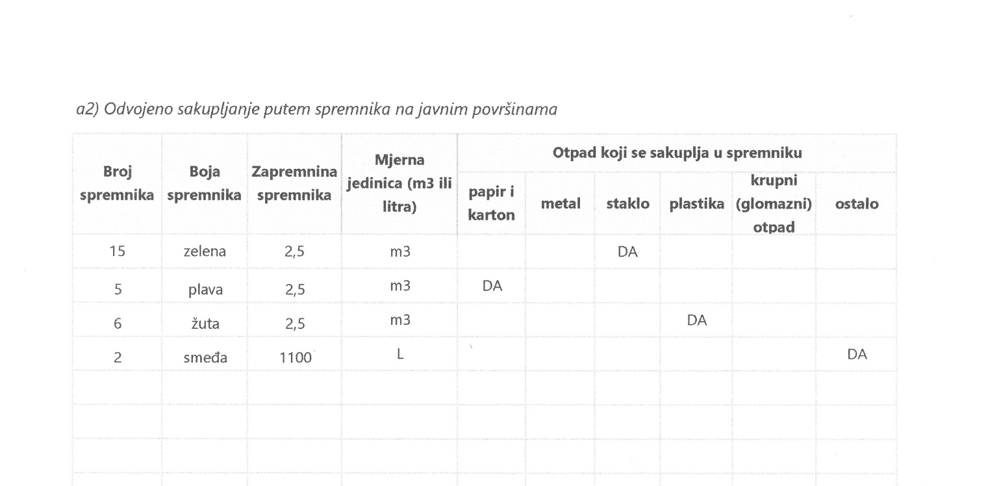 a2) Odvojeno sakupljanje putem spremnika na javnim površinama
Broj spremnika Boja spremnika Zapremnina spremnika Mjerna jedinica (m3 ili litra) Otpad koji se sakuplja u spremniku
papir i karton metal staklo plastika krupni (glomazni) otpad ostalo
15 zelena 2,5 m3 DA
5 plava 2,5 m3 DA
6 žuta 2,5 m3 DA
2 smeđa 1100 L DA